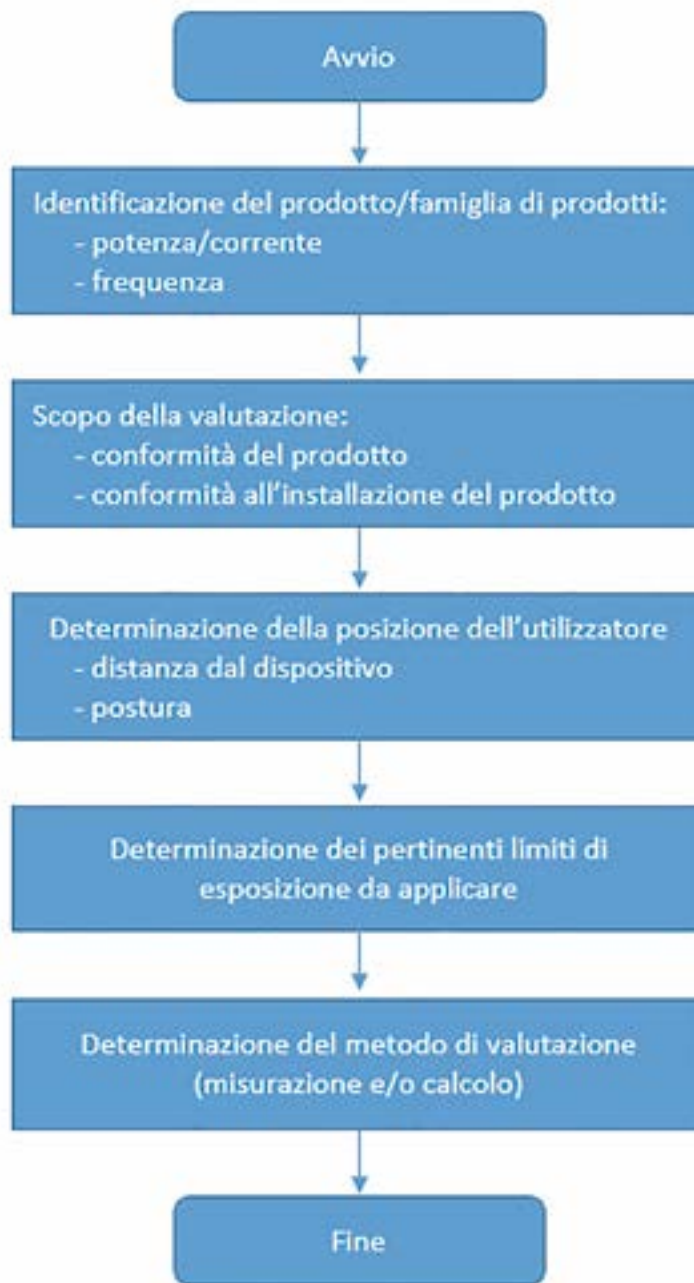 Avvio
Identificazione del prodotto/famiglia di prodotti:
- potenza/corrente
- frequenza
Scopo della valutazione:
- conformità del prodotto
- conformità all'installazione del prodotto
Determinazione della posizione dell'utilizzatore
- distanza dal dispositivo
- postura
Determinazione dei pertinenti limiti di
esposizione da applicare
Determinazione del metodo di valutazione
(misurazione e/o calcolo)
Fine